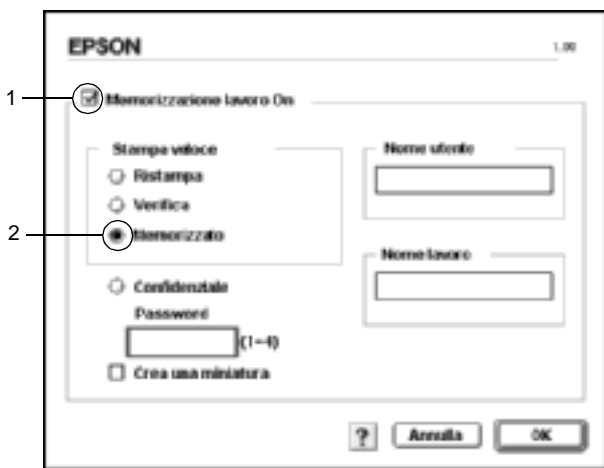 EPSON
1.00
1
Memorizzazione lavoro On
Stampa veloce
Ristampa
Verifica
2
Memorizzato
Confidenziale
Password
(1~4)
Crea una miniatura
Nome utente
Nome lavoro
?
Annulla
OK